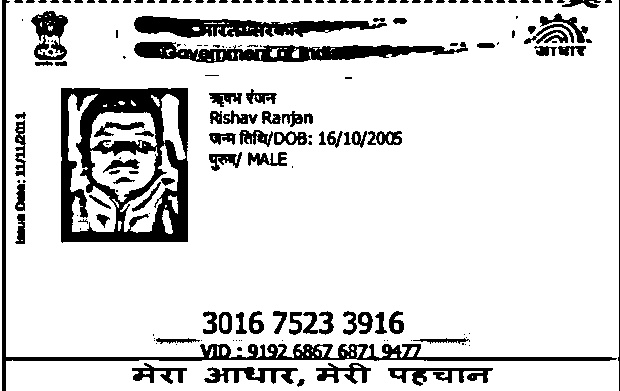 भारत सरकार
Government of India
आधार
ऋषभ रंजन
Rishav Ranjan
जन्म तिथि/DOB: 16/10/2005
पुरुष/ MALE
Issue Date: 11/11/2011
3016 7523 3916
VID : 9192 6867 6871 9477
मेरा आधार, मेरी पहचान